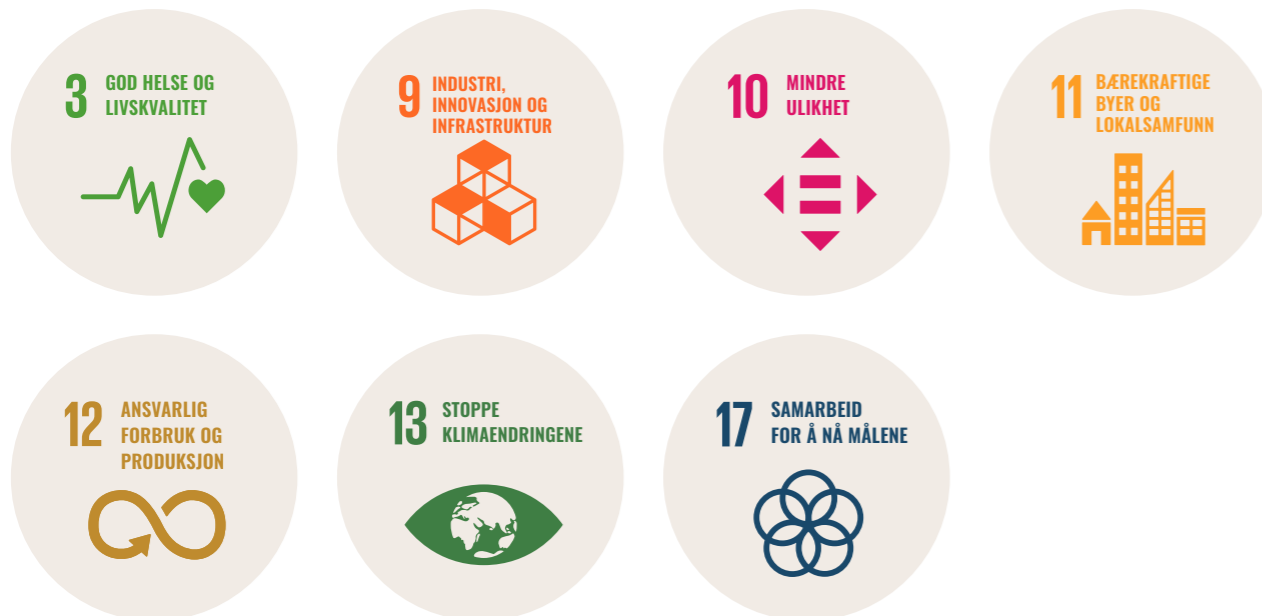 3
GOD HELSE OG
LIVSKVALITET
9
INDUSTRI,
INNOVASJON OG
INFRASTRUKTUR
10
MINDRE
ULIKHET
11
BÆREKRAFTIGE
BYER OG
LOKALSAMFUNN
12
ANSVARLIG
FORBRUK OG
PRODUKSJON
13
STOPPE
KLIMAENDRINGENE
17
SAMARBEID
FOR Å NÅ MÅLENE